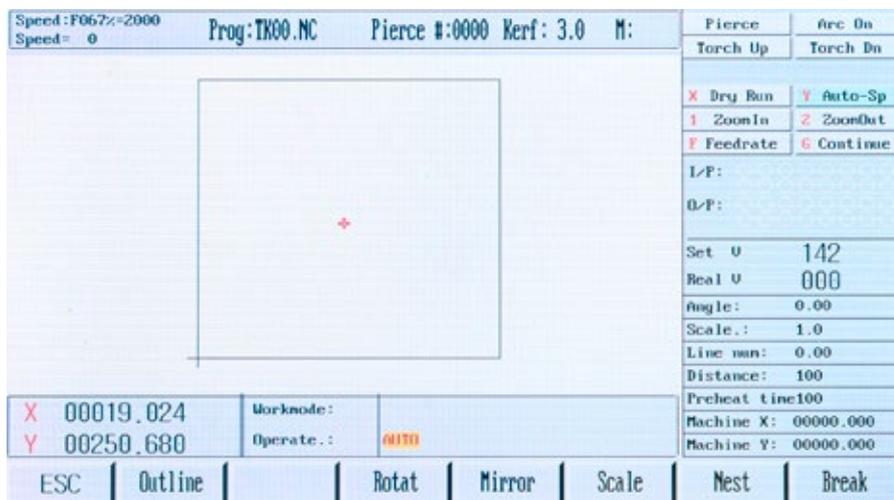 Speed:F067%=2000
Speed= 0
Prog:TK00.NC Pierce #:0000 Kerf: 3.0 M:
Pierce Arc On
Torch Up Torch Dn
X Dry Run Y Auto-Sp
1 ZoomIn 2 ZoomOut
F Feedrate G Continue
I/P:
O/P:
Set V 142
Real V 000
Angle: 0.00
Scale.: 1.0
Line num: 0.00
Distance: 100
Preheat time100
Machine X: 00000.000
Machine Y: 00000.000
X 00019.024
Y 00250.680
Workmode:
Operate.: AUTO
ESC Outline Rotat Mirror Scale Nest Break